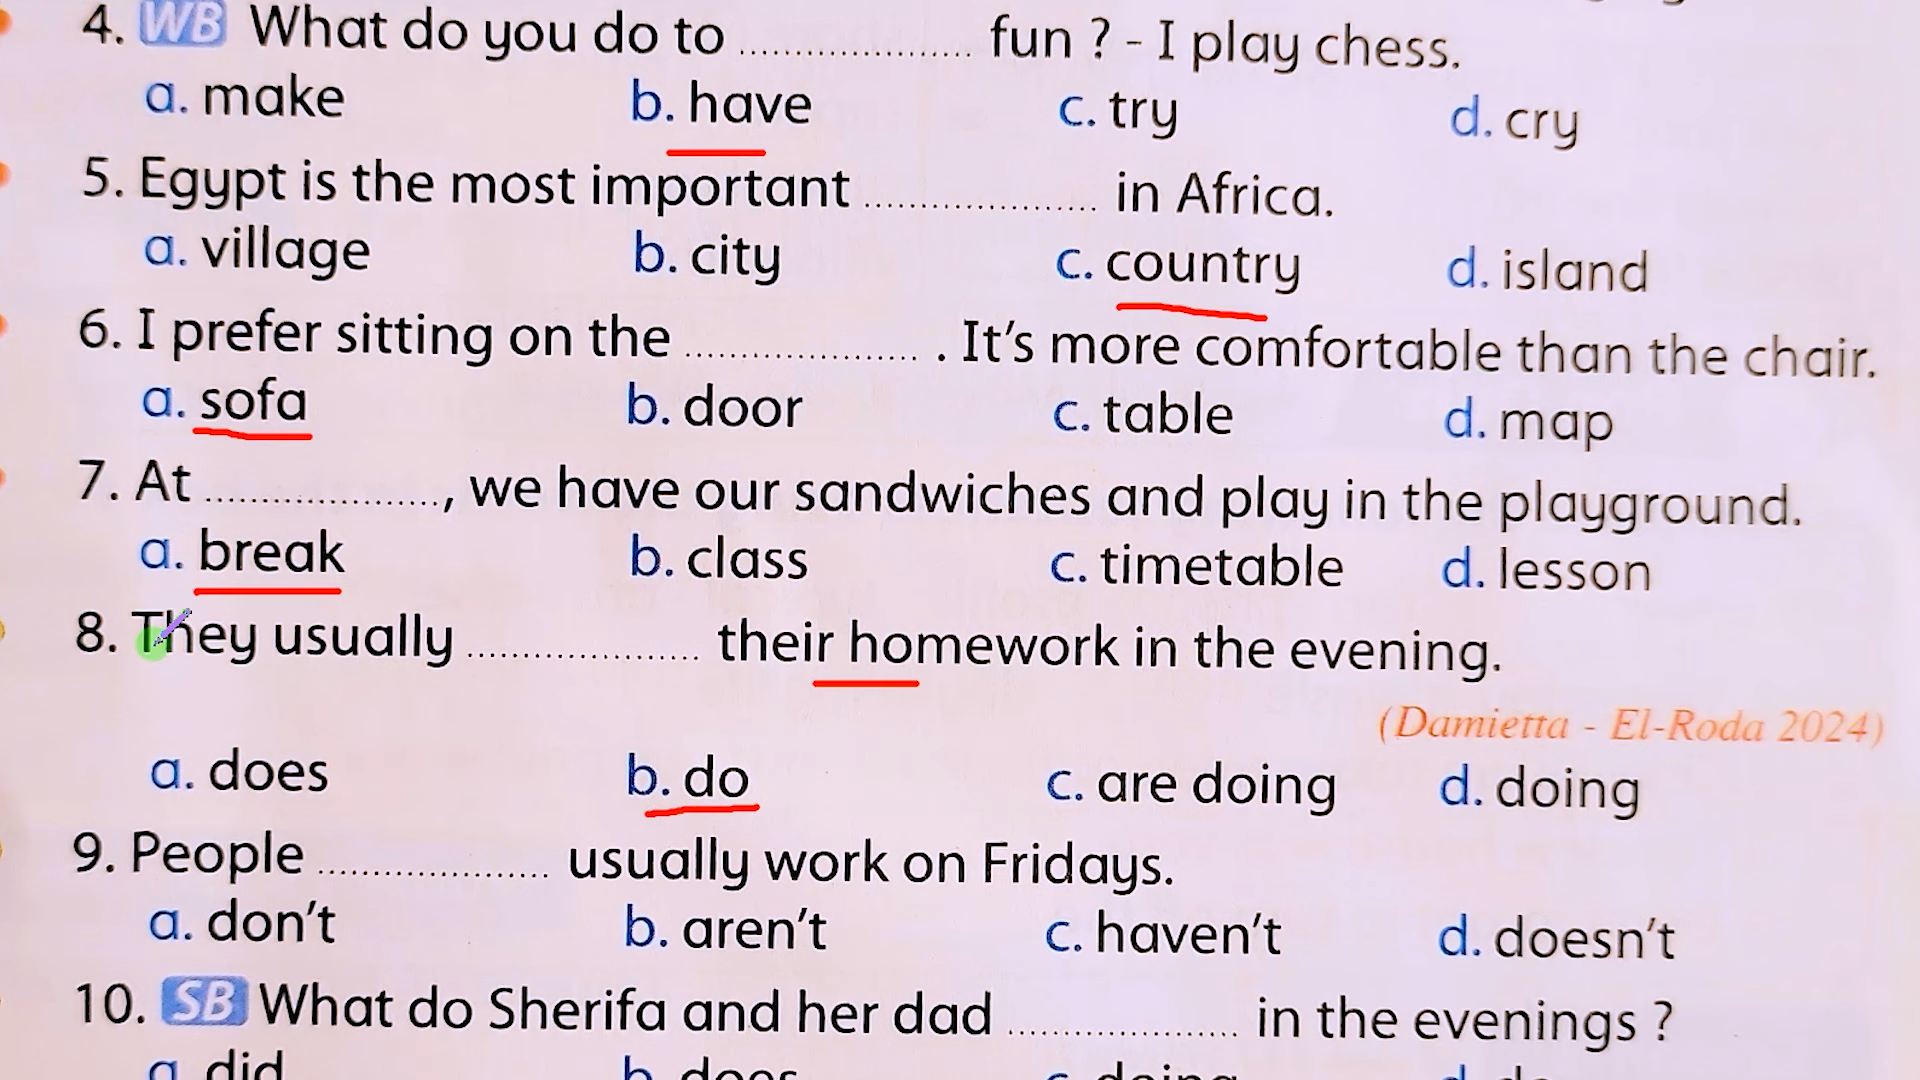 4. WB What do you do to .................... fun ? - I play chess.
a. make b. have c. try d. cry
5. Egypt is the most important .................... in Africa.
a. village b. city c. country d. island
6. I prefer sitting on the .................... . It's more comfortable than the chair.
a. sofa b. door c. table d. map
7. At ...................., we have our sandwiches and play in the playground.
a. break b. class c. timetable d. lesson
8. They usually .................... their homework in the evening.
(Damietta - El-Roda 2024)
a. does b. do c. are doing d. doing
9. People .................... usually work on Fridays.
a. don't b. aren't c. haven't d. doesn't
10. SB What do Sherifa and her dad .................... in the evenings ?
a. did b. does c. doing d. do